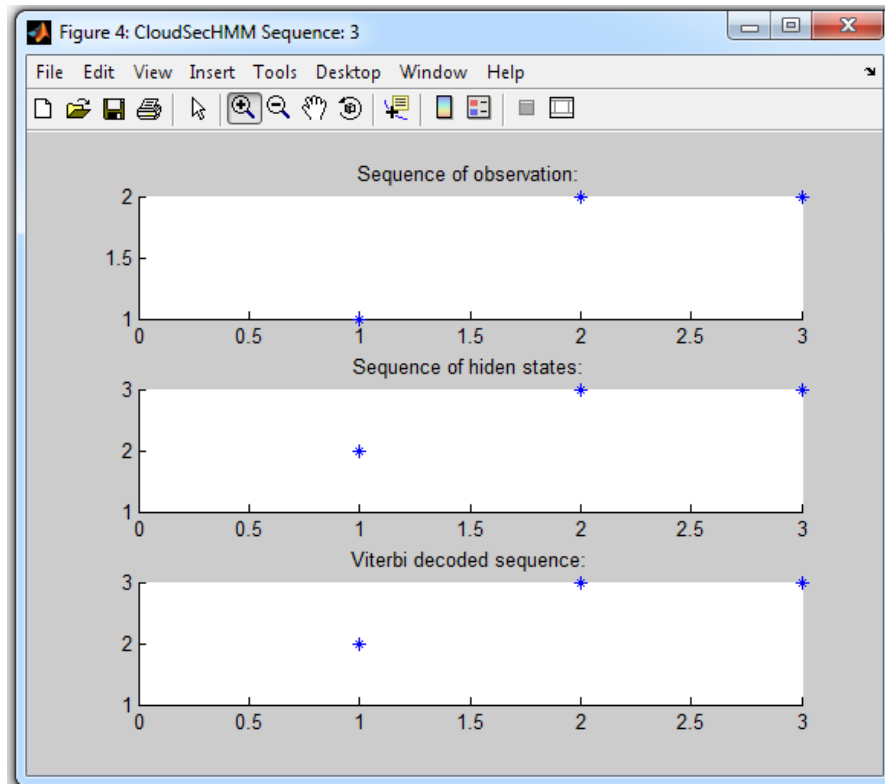 Figure 4: CloudSecHMM Sequence: 3
File Edit View Insert Tools Desktop Window Help
Sequence of observation:
2
1.5
1
0 0.5 1 1.5 2 2.5 3
Sequence of hiden states:
3
2
1
0 0.5 1 1.5 2 2.5 3
Viterbi decoded sequence:
3
2
1
0 0.5 1 1.5 2 2.5 3